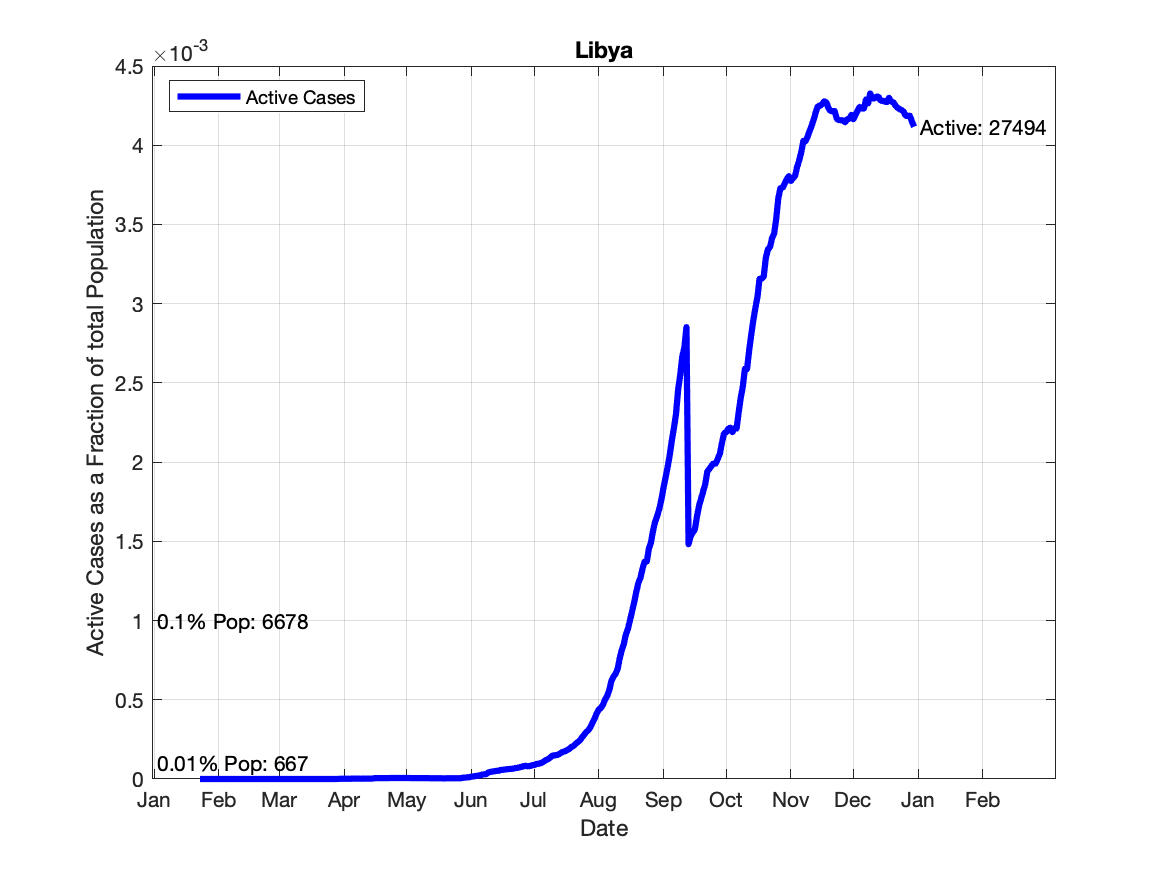 Libya
×10-3
4.5
4
3.5
3
2.5
2
1.5
1
0.5
0
Active Cases as a Fraction of total Population
Active Cases
Active: 27494
0.1% Pop: 6678
0.01% Pop: 667
Jan Feb Mar Apr May Jun Jul Aug Sep Oct Nov Dec Jan Feb
Date